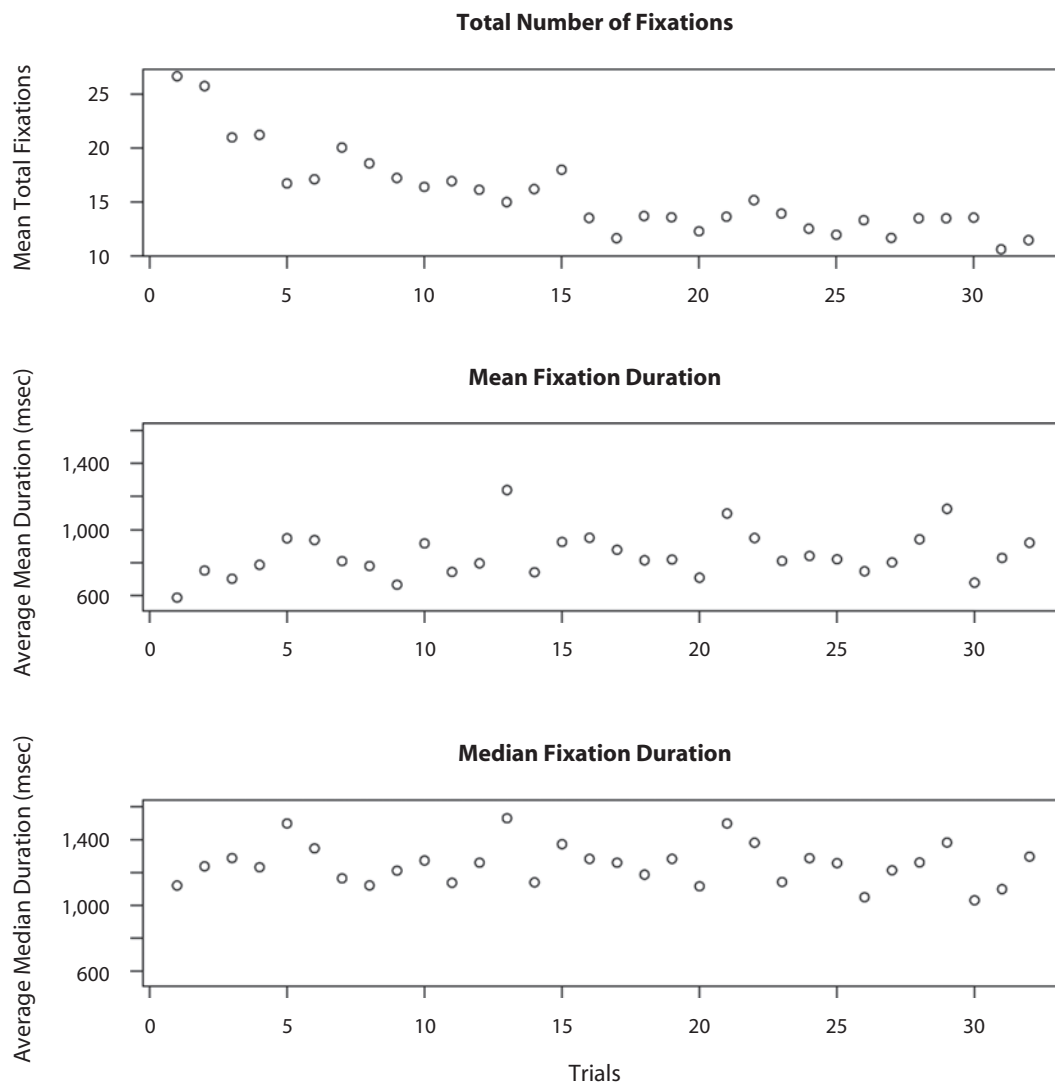 Total Number of Fixations
Mean Total Fixations
25
20
15
10
0 5 10 15 20 25 30
Mean Fixation Duration
Average Mean Duration (msec)
1,400
1,000
600
0 5 10 15 20 25 30
Median Fixation Duration
Average Median Duration (msec)
1,400
1,000
600
0 5 10 15 20 25 30
Trials